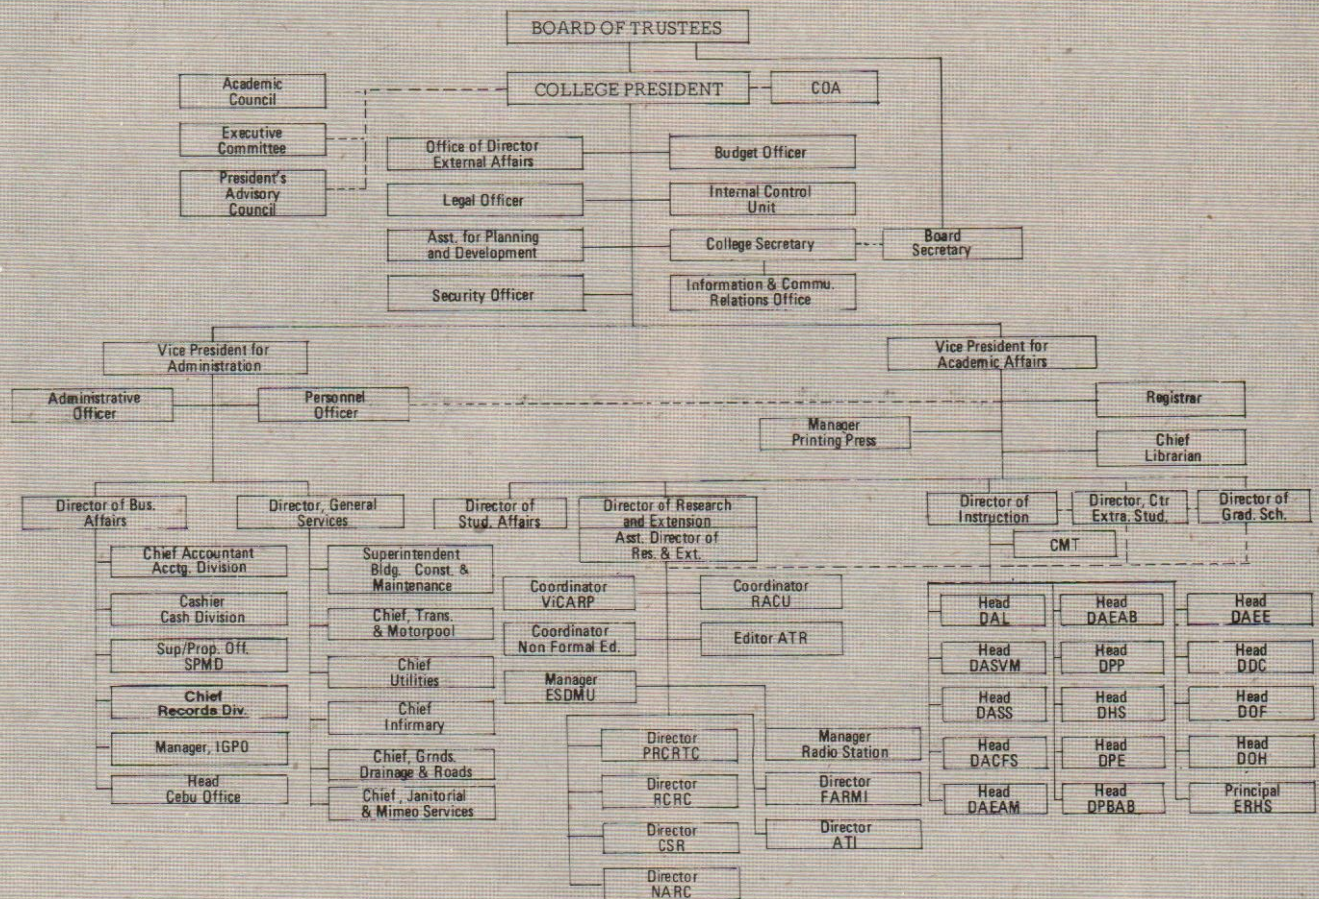 BOARD OF TRUSTEES
COLLEGE PRESIDENT
COA
Academic
Council
Executive
Committee
President's
Advisory
Council
Office of Director
External Affairs
Budget Officer
Legal Officer
Internal Control
Unit
Asst. for Planning
and Development
College Secretary
Board
Secretary
Security Officer
Information & Commu.
Relations Office
Vice President for
Administration
Vice President for
Academic Affairs
Administrative
Officer
Personnel
Officer
Registrar
Manager
Printing Press
Chief
Librarian
Director of Bus.
Affairs
Director, General
Services
Director of
Stud. Affairs
Director of Research
and Extension
Asst. Director of
Res. & Ext.
Director of
Instruction
Director, Ctr
Extra. Stud.
Director of
Grad. Sch.
CMT
Chief Accountant
Acctg. Division
Cashier
Cash Division
Sup/Prop. Off.
SPMD
Chief
Records Div.
Manager, IGPO
Head
Cebu Office
Superintendent
Bldg. Const. &
Maintenance
Chief, Trans.
& Motorpool
Chief
Utilities
Chief
Infirmary
Chief, Grnds.
Drainage & Roads
Chief, Janitorial
& Mimeo Services
Coordinator
ViCARP
Coordinator
RACU
Coordinator
Non Formal Ed.
Editor ATR
Manager
ESDMU
Director
PRCRTC
Director
RCRC
Director
CSR
Director
NARC
Manager
Radio Station
Director
FARMI
Director
ATI
Head
DAL
Head
DAEAB
Head
DAEE
Head
DASVM
Head
DPP
Head
DDC
Head
DASS
Head
DHS
Head
DOF
Head
DACFS
Head
DPE
Head
DOH
Head
DAEAM
Head
DPBAB
Principal
ERHS